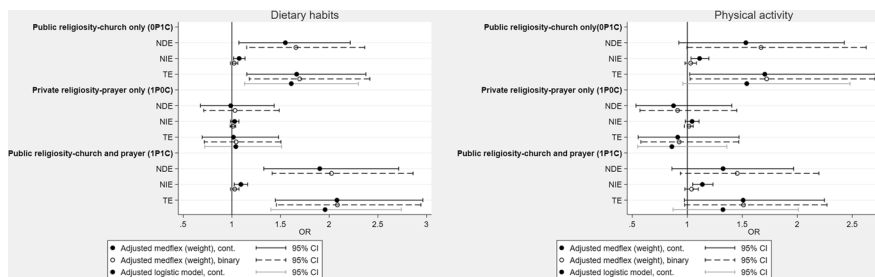 Dietary habits
Public religiosity-church only (0P1C)
NDE
NIE
TE
Private religiosity-prayer only (1P0C)
NDE
NIE
TE
Public religiosity-church and prayer (1P1C)
NDE
NIE
TE
.5 1 1.5 2 2.5 3
OR
Adjusted medflex (weight), cont. 95% CI
Adjusted medflex (weight), binary 95% CI
Adjusted logistic model, cont. 95% CI
Physical activity
Public religiosity-church only(0P1C)
NDE
NIE
TE
Private religiosity-prayer only (1P0C)
NDE
NIE
TE
Public religiosity-church and prayer (1P1C)
NDE
NIE
TE
.5 1 1.5 2 2.5
OR
Adjusted medflex (weight), cont. 95% CI
Adjusted medflex (weight), binary 95% CI
Adjusted logistic model, cont. 95% CI